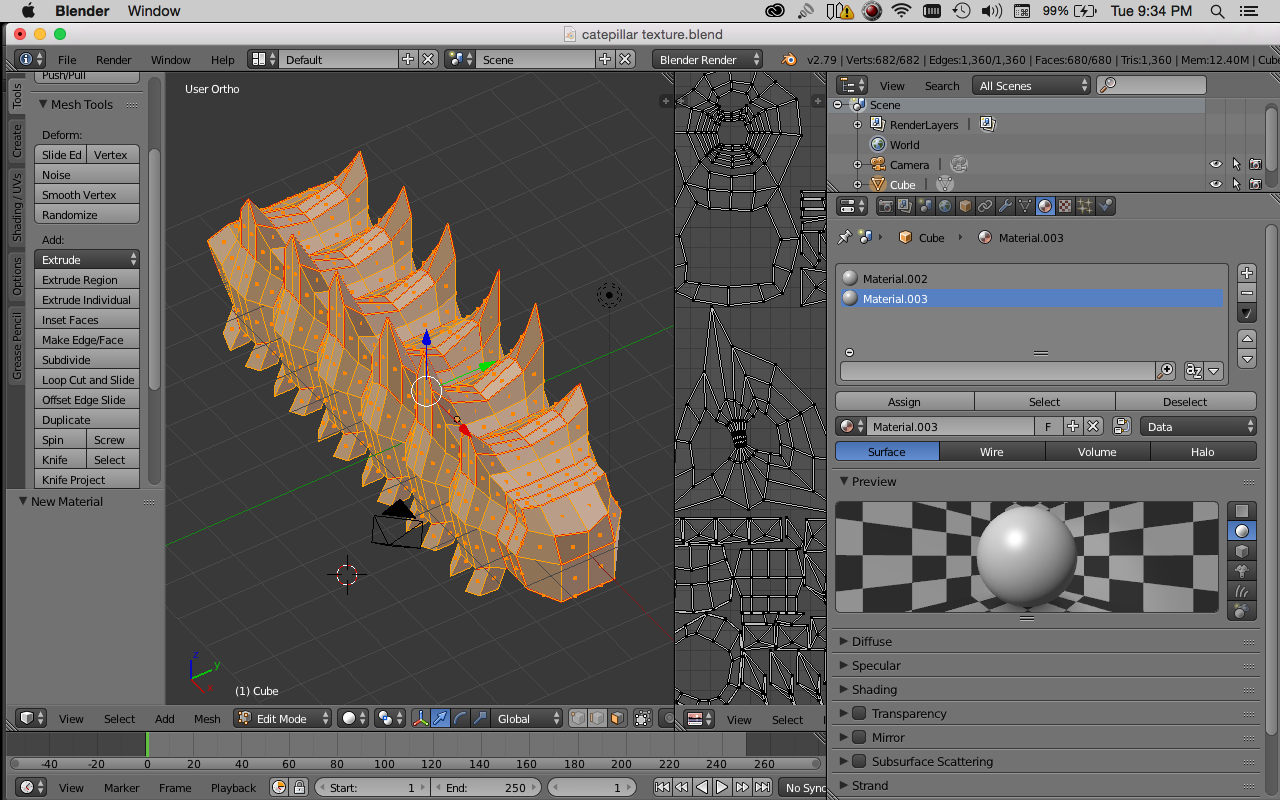 Blender Window 99% Tue 9:34 PM
catepillar texture.blend
File Render Window Help Default Scene Blender Render v2.79 | Verts:682/682 | Edges:1,360/1,360 | Faces:680/680 | Tris:1,360 | Mem:12.40M | Cube
Push/Pull
Mesh Tools
Deform:
Slide Ed Vertex
Noise
Smooth Vertex
Randomize
Add:
Extrude
Extrude Region
Extrude Individual
Inset Faces
Make Edge/Face
Subdivide
Loop Cut and Slide
Offset Edge Slide
Duplicate
Spin Screw
Knife Select
Knife Project
New Material
Tools
Create
Shading / UVs
Options
Grease Pencil
User Ortho
z
y
x
(1) Cube
View Select Add Mesh Edit Mode Global
View Select
View Search All Scenes
Scene
RenderLayers |
World
Camera |
Cube |
Cube Material.003
Material.002
Material.003
Assign Select Deselect
Material.003 F Data
Surface Wire Volume Halo
Preview
Diffuse
Specular
Shading
Transparency
Mirror
Subsurface Scattering
Strand
-40 -20 0 20 40 60 80 100 120 140 160 180 200 220 240 260
View Marker Frame Playback Start: 1 End: 250 1 No Sync